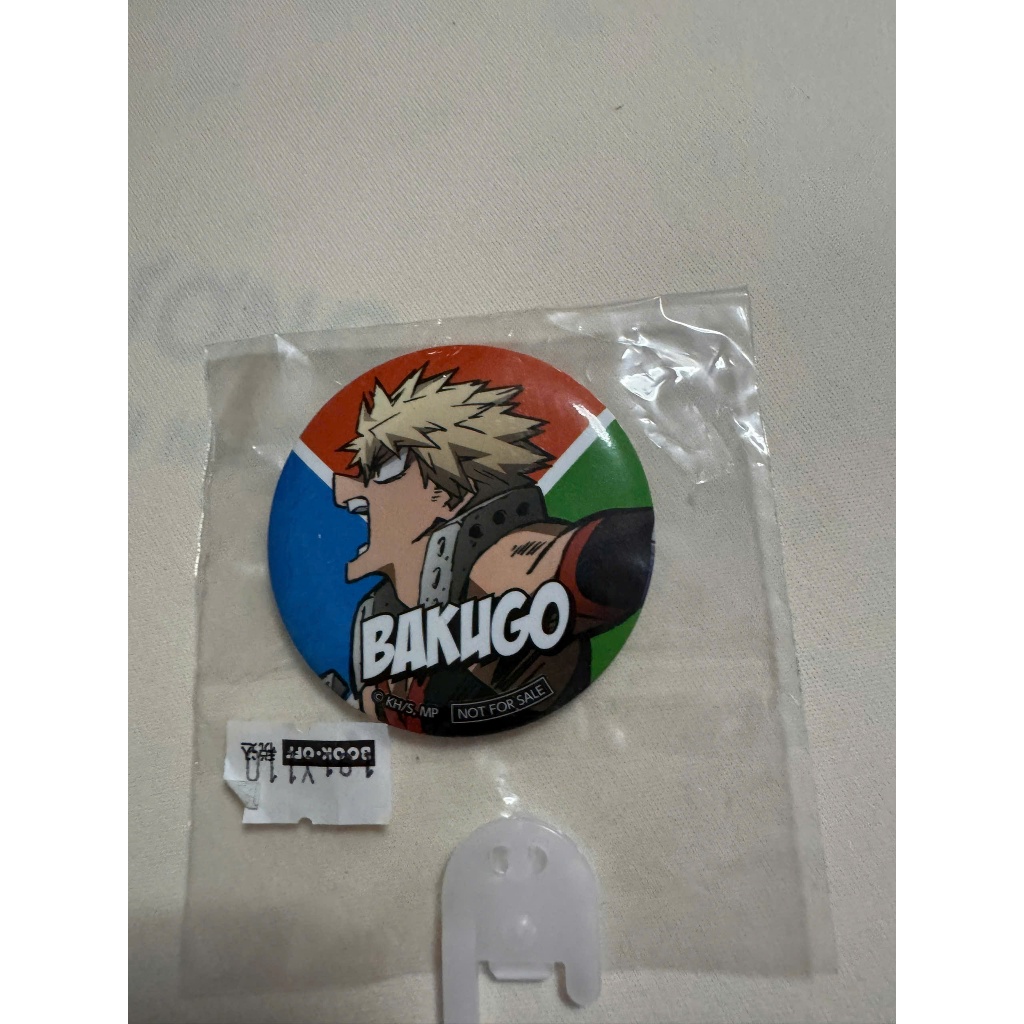 BAKUGO
© KH/S, MP
NOT FOR SALE
BOOK·OFF